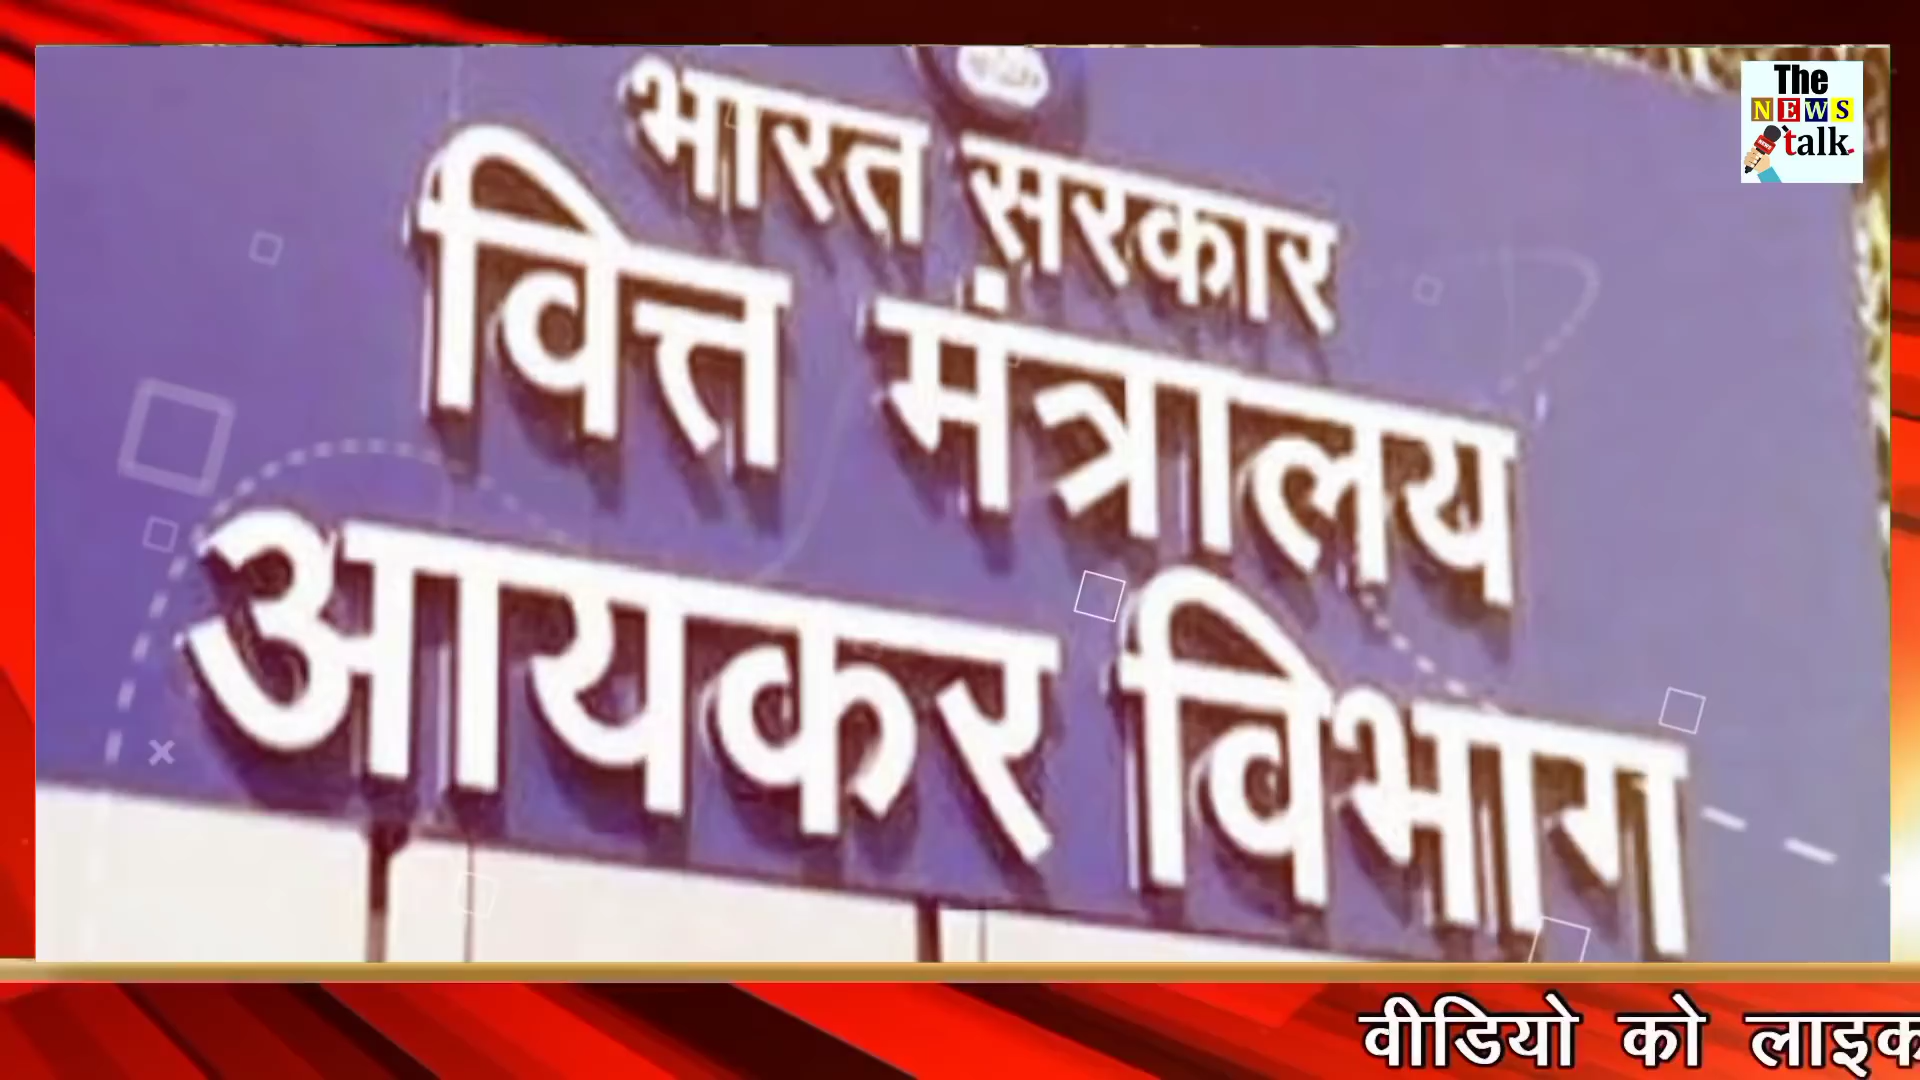 भारत सरकार
वित्त मंत्रालय
आयकर विभाग
The
NEWS
talk
वीडियो को लाइक